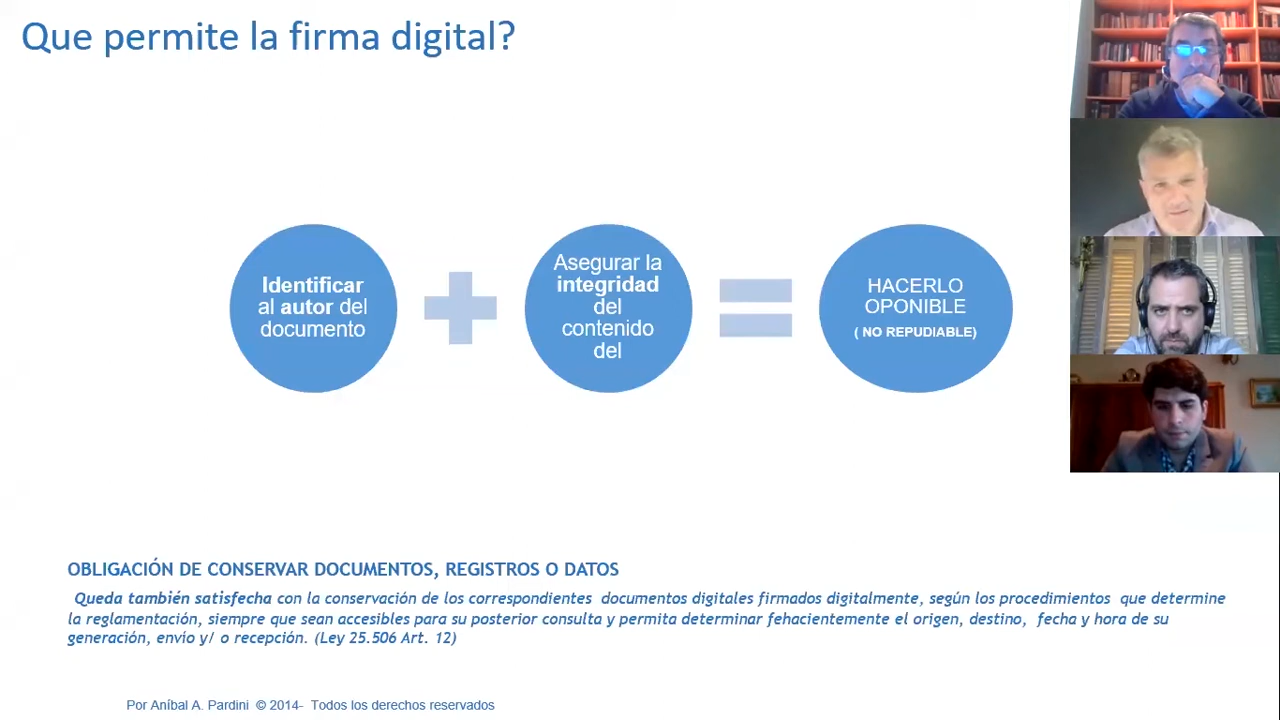 Que permite la firma digital?
Identificar
al autor del
documento
Asegurar la
integridad
del
contenido
del
HACERLO
OPONIBLE
( NO REPUDIABLE)
OBLIGACIÓN DE CONSERVAR DOCUMENTOS, REGISTROS O DATOS
Queda también satisfecha con la conservación de los correspondientes documentos digitales firmados digitalmente, según los procedimientos que determine
la reglamentación, siempre que sean accesibles para su posterior consulta y permita determinar fehacientemente el origen, destino, fecha y hora de su
generación, envío y/ o recepción. (Ley 25.506 Art. 12)
Por Aníbal A. Pardini © 2014- Todos los derechos reservados